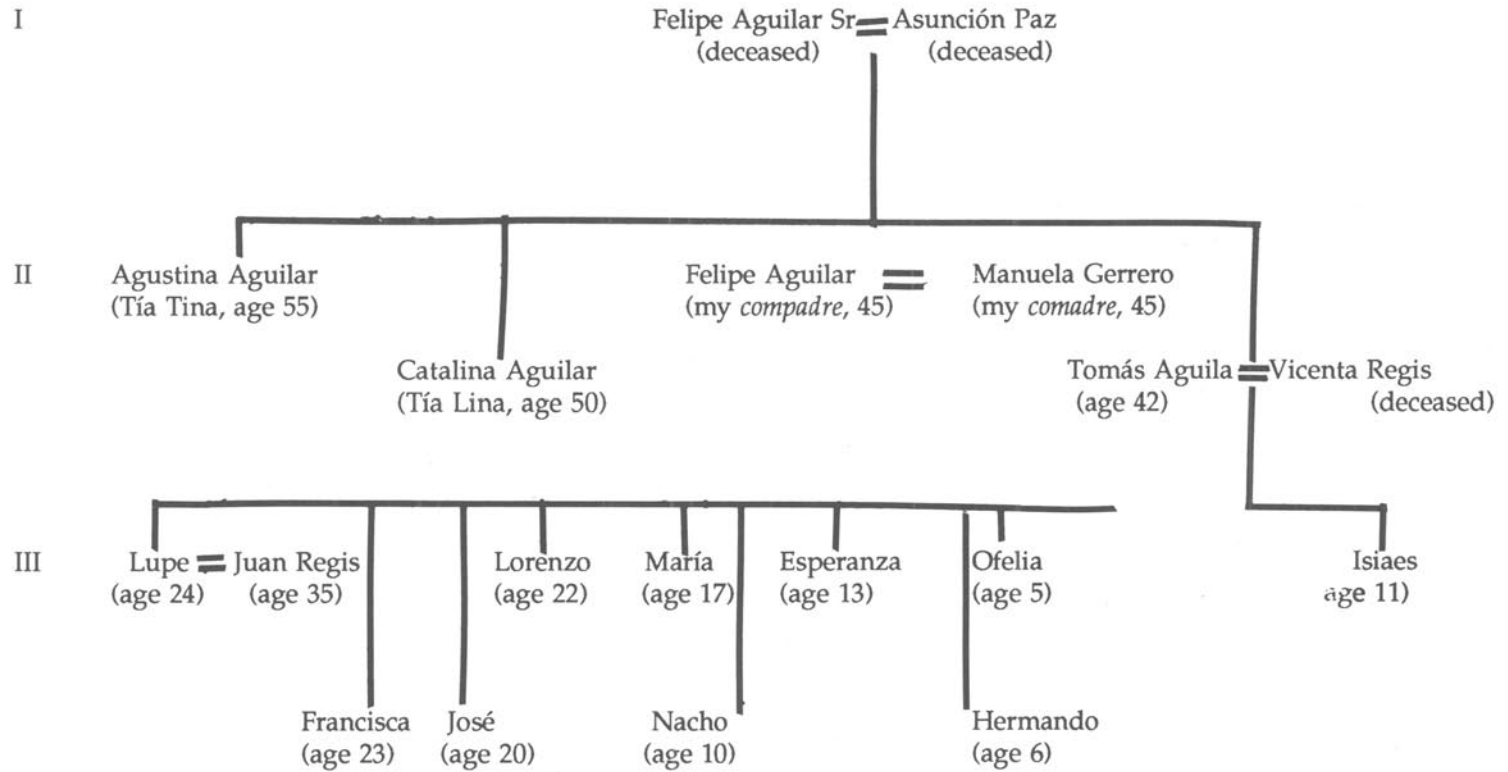 I
Felipe Aguilar Sr Asunción Paz
(deceased) (deceased)
II
Agustina Aguilar
(Tía Tina, age 55)
Felipe Aguilar
(my compadre, 45)
Manuela Gerrero
(my comadre, 45)
Catalina Aguilar
(Tía Lina, age 50)
Tomás Aguila Vicenta Regis
(age 42) (deceased)
III
Lupe Juan Regis
(age 24) (age 35)
Lorenzo
(age 22)
María
(age 17)
Esperanza
(age 13)
Ofelia
(age 5)
Isiaes
age 11)
Francisca
(age 23)
José
(age 20)
Nacho
(age 10)
Hermando
(age 6)